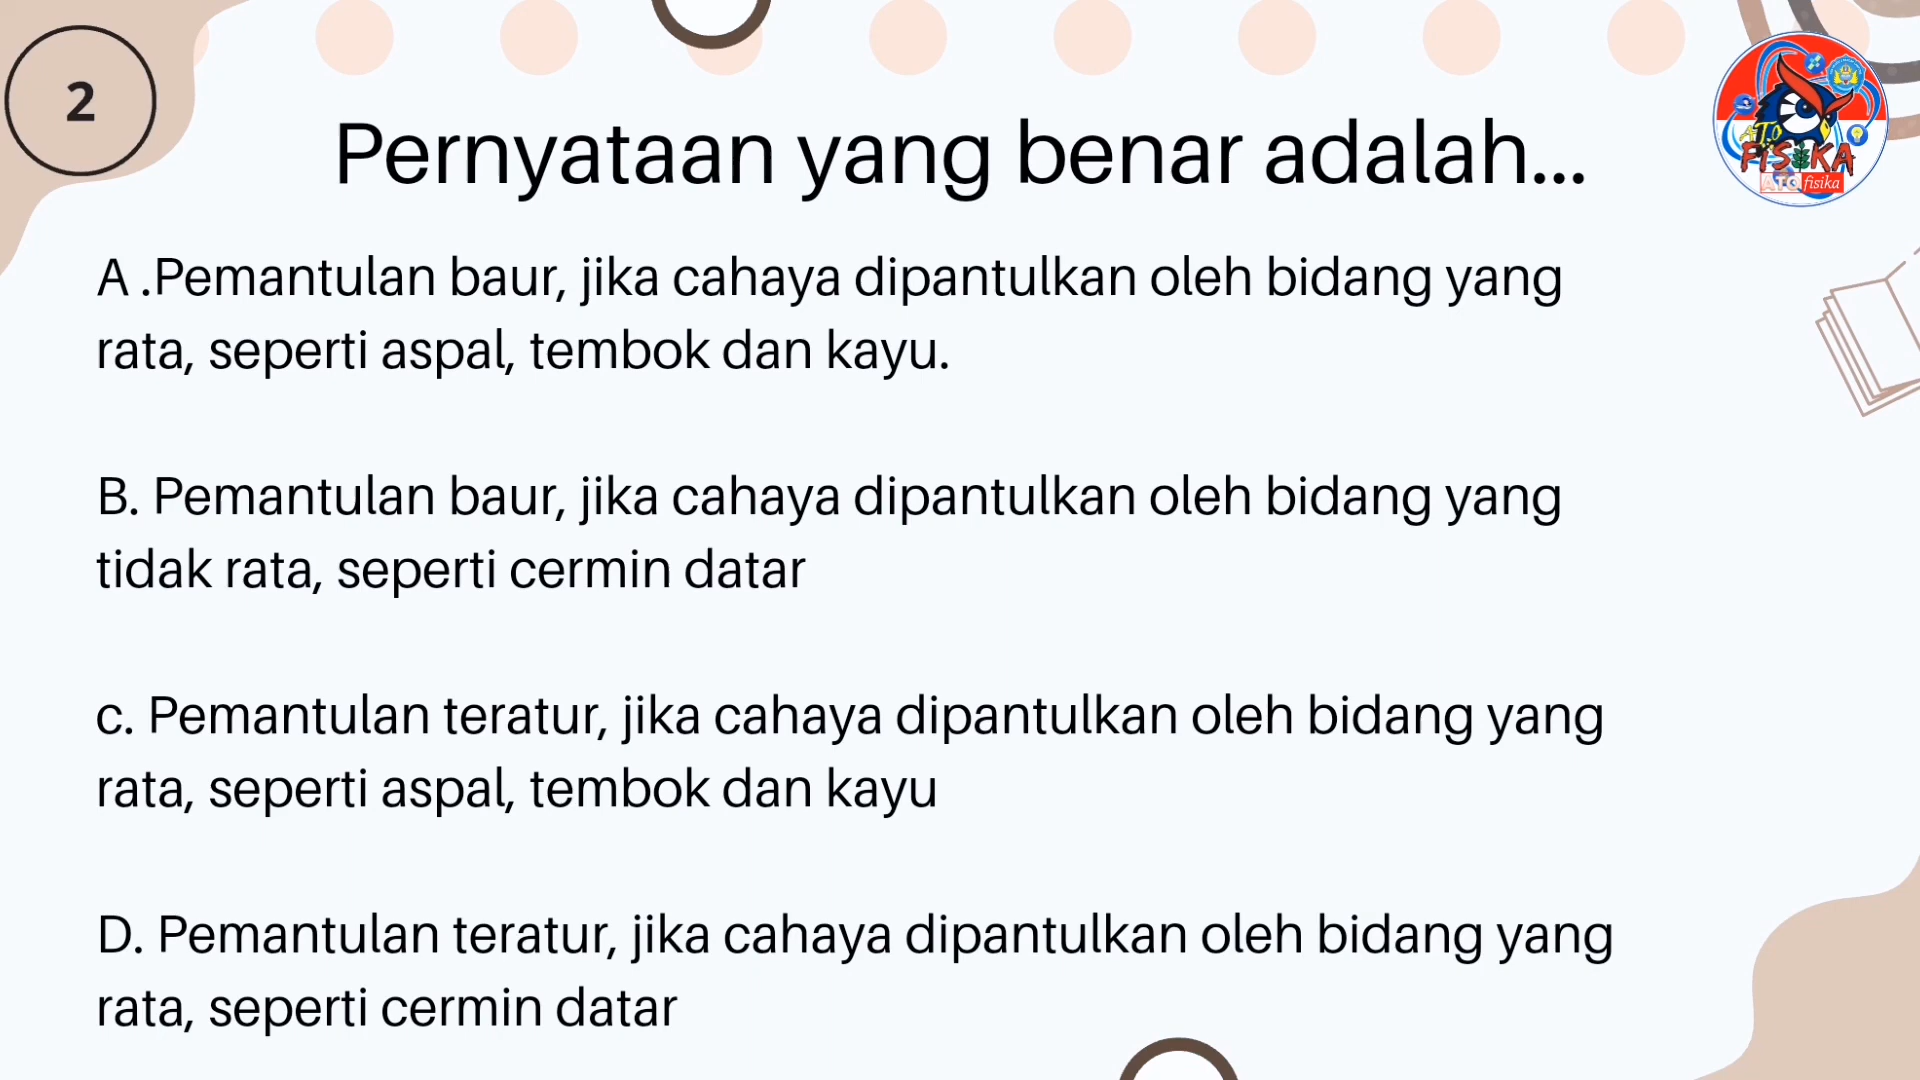 2
Pernyataan yang benar adalah...
A .Pemantulan baur, jika cahaya dipantulkan oleh bidang yang
rata, seperti aspal, tembok dan kayu.
B. Pemantulan baur, jika cahaya dipantulkan oleh bidang yang
tidak rata, seperti cermin datar
c. Pemantulan teratur, jika cahaya dipantulkan oleh bidang yang
rata, seperti aspal, tembok dan kayu
D. Pemantulan teratur, jika cahaya dipantulkan oleh bidang yang
rata, seperti cermin datar
ATO
FISIKA
ATO fisika